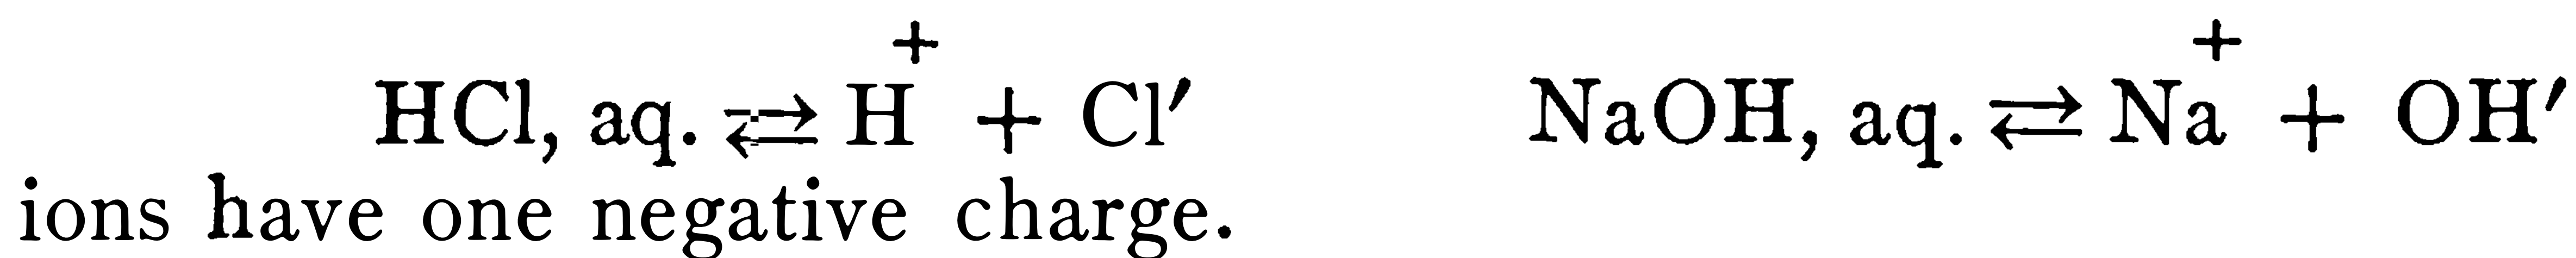 HCl, aq. ⇄ H⁺ + Cl′ NaOH, aq. ⇄ Na⁺ + OH′
ions have one negative charge.